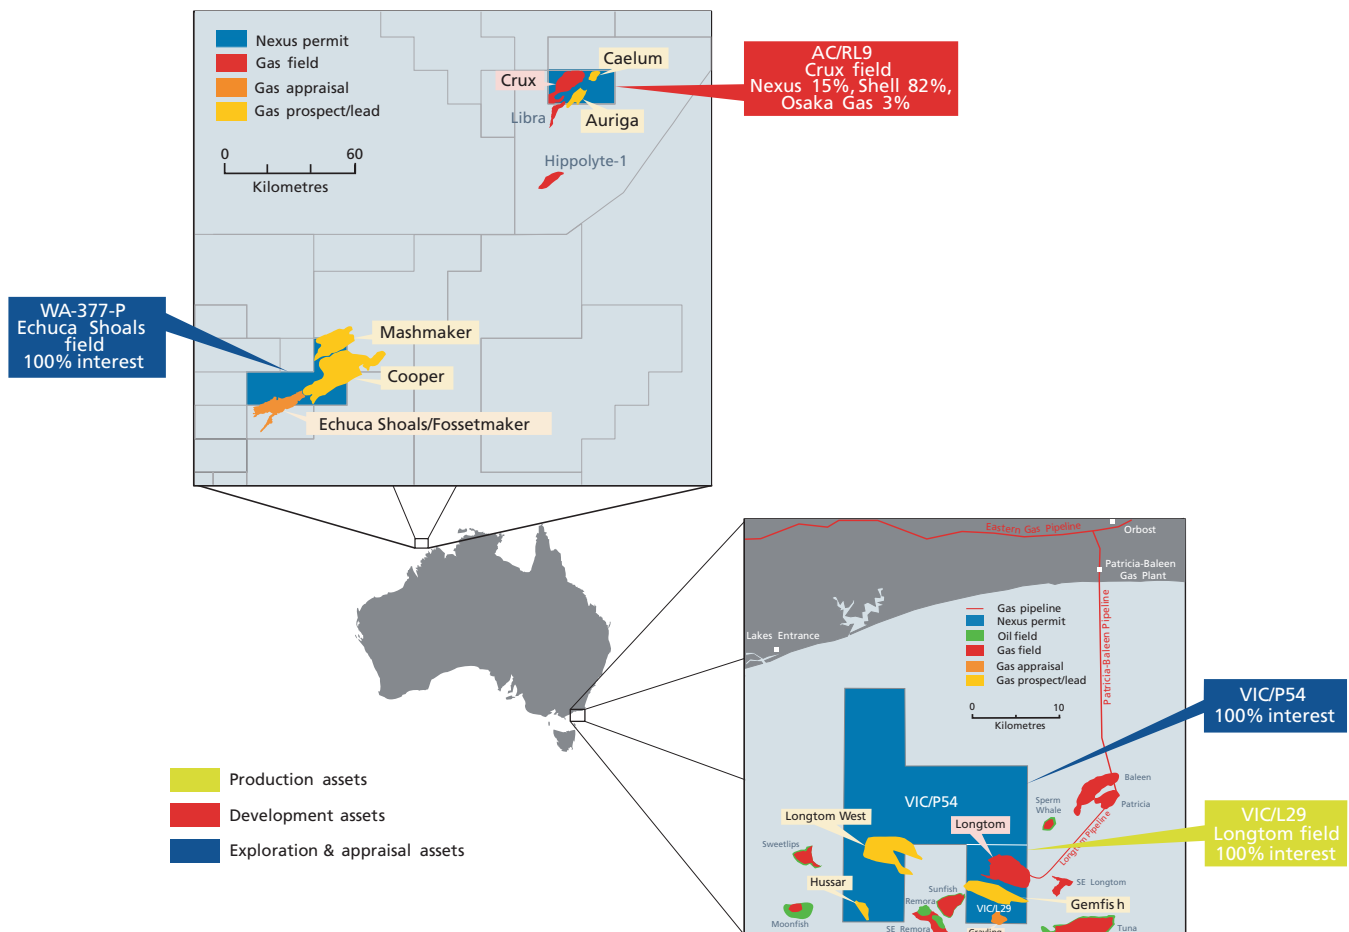 Nexus permit
Gas field
Gas appraisal
Gas prospect/lead
0 60
Kilometres
Caelum
Crux
Libra
Auriga
Hippolyte-1
AC/RL9
Crux field
Nexus 15%, Shell 82%,
Osaka Gas 3%
WA-377-P
Echuca Shoals
field
100% interest
Mashmaker
Cooper
Echuca Shoals/Fossetmaker
Production assets
Development assets
Exploration & appraisal assets
Eastern Gas Pipeline
Orbost
Patricia-Baleen
Gas Plant
Patricia-Baleen Pipeline
Lakes Entrance
Gas pipeline
Nexus permit
Oil field
Gas field
Gas appraisal
Gas prospect/lead
0 10
Kilometres
VIC/P54
100% interest
VIC/P54
Baleen
Patricia
Sperm
Whale
Longtom Pipeline
Longtom West
Longtom
VIC/L29
Longtom field
100% interest
Sweetlips
Hussar
Sunfish
SE Longtom
Remora
VIC/L29
Gemfish
Moonfish
SE Remora
Grayling
Tuna